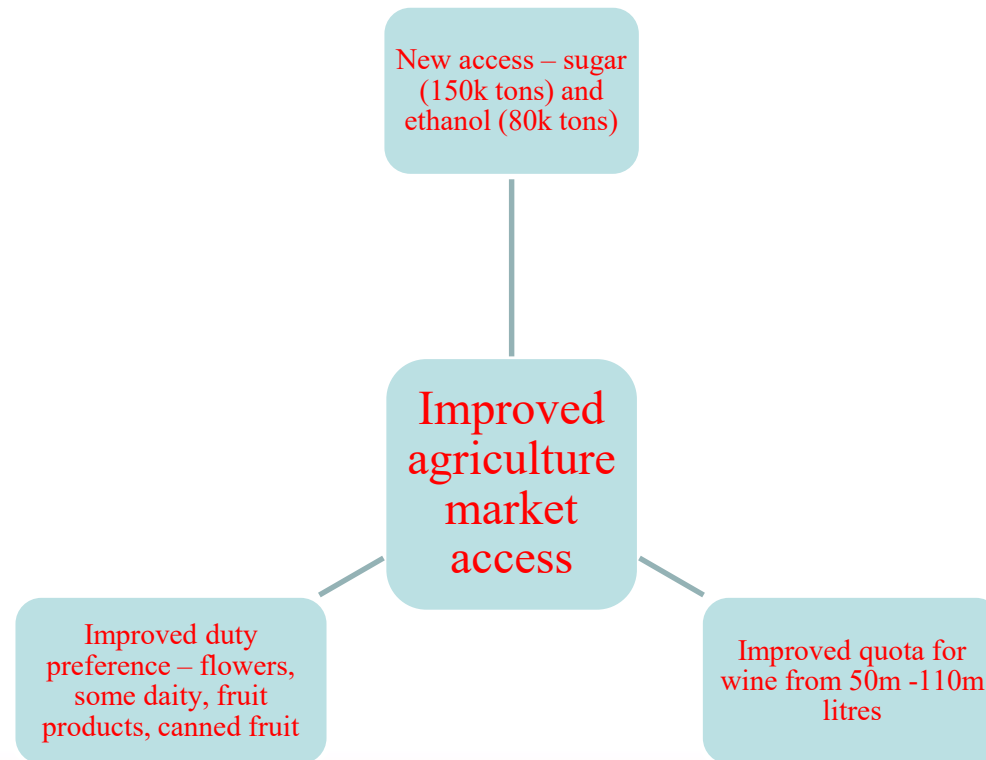 New access – sugar
(150k tons) and
ethanol (80k tons)
Improved
agriculture
market
access
Improved duty
preference – flowers,
some daity, fruit
products, canned fruit
Improved quota for
wine from 50m -110m
litres